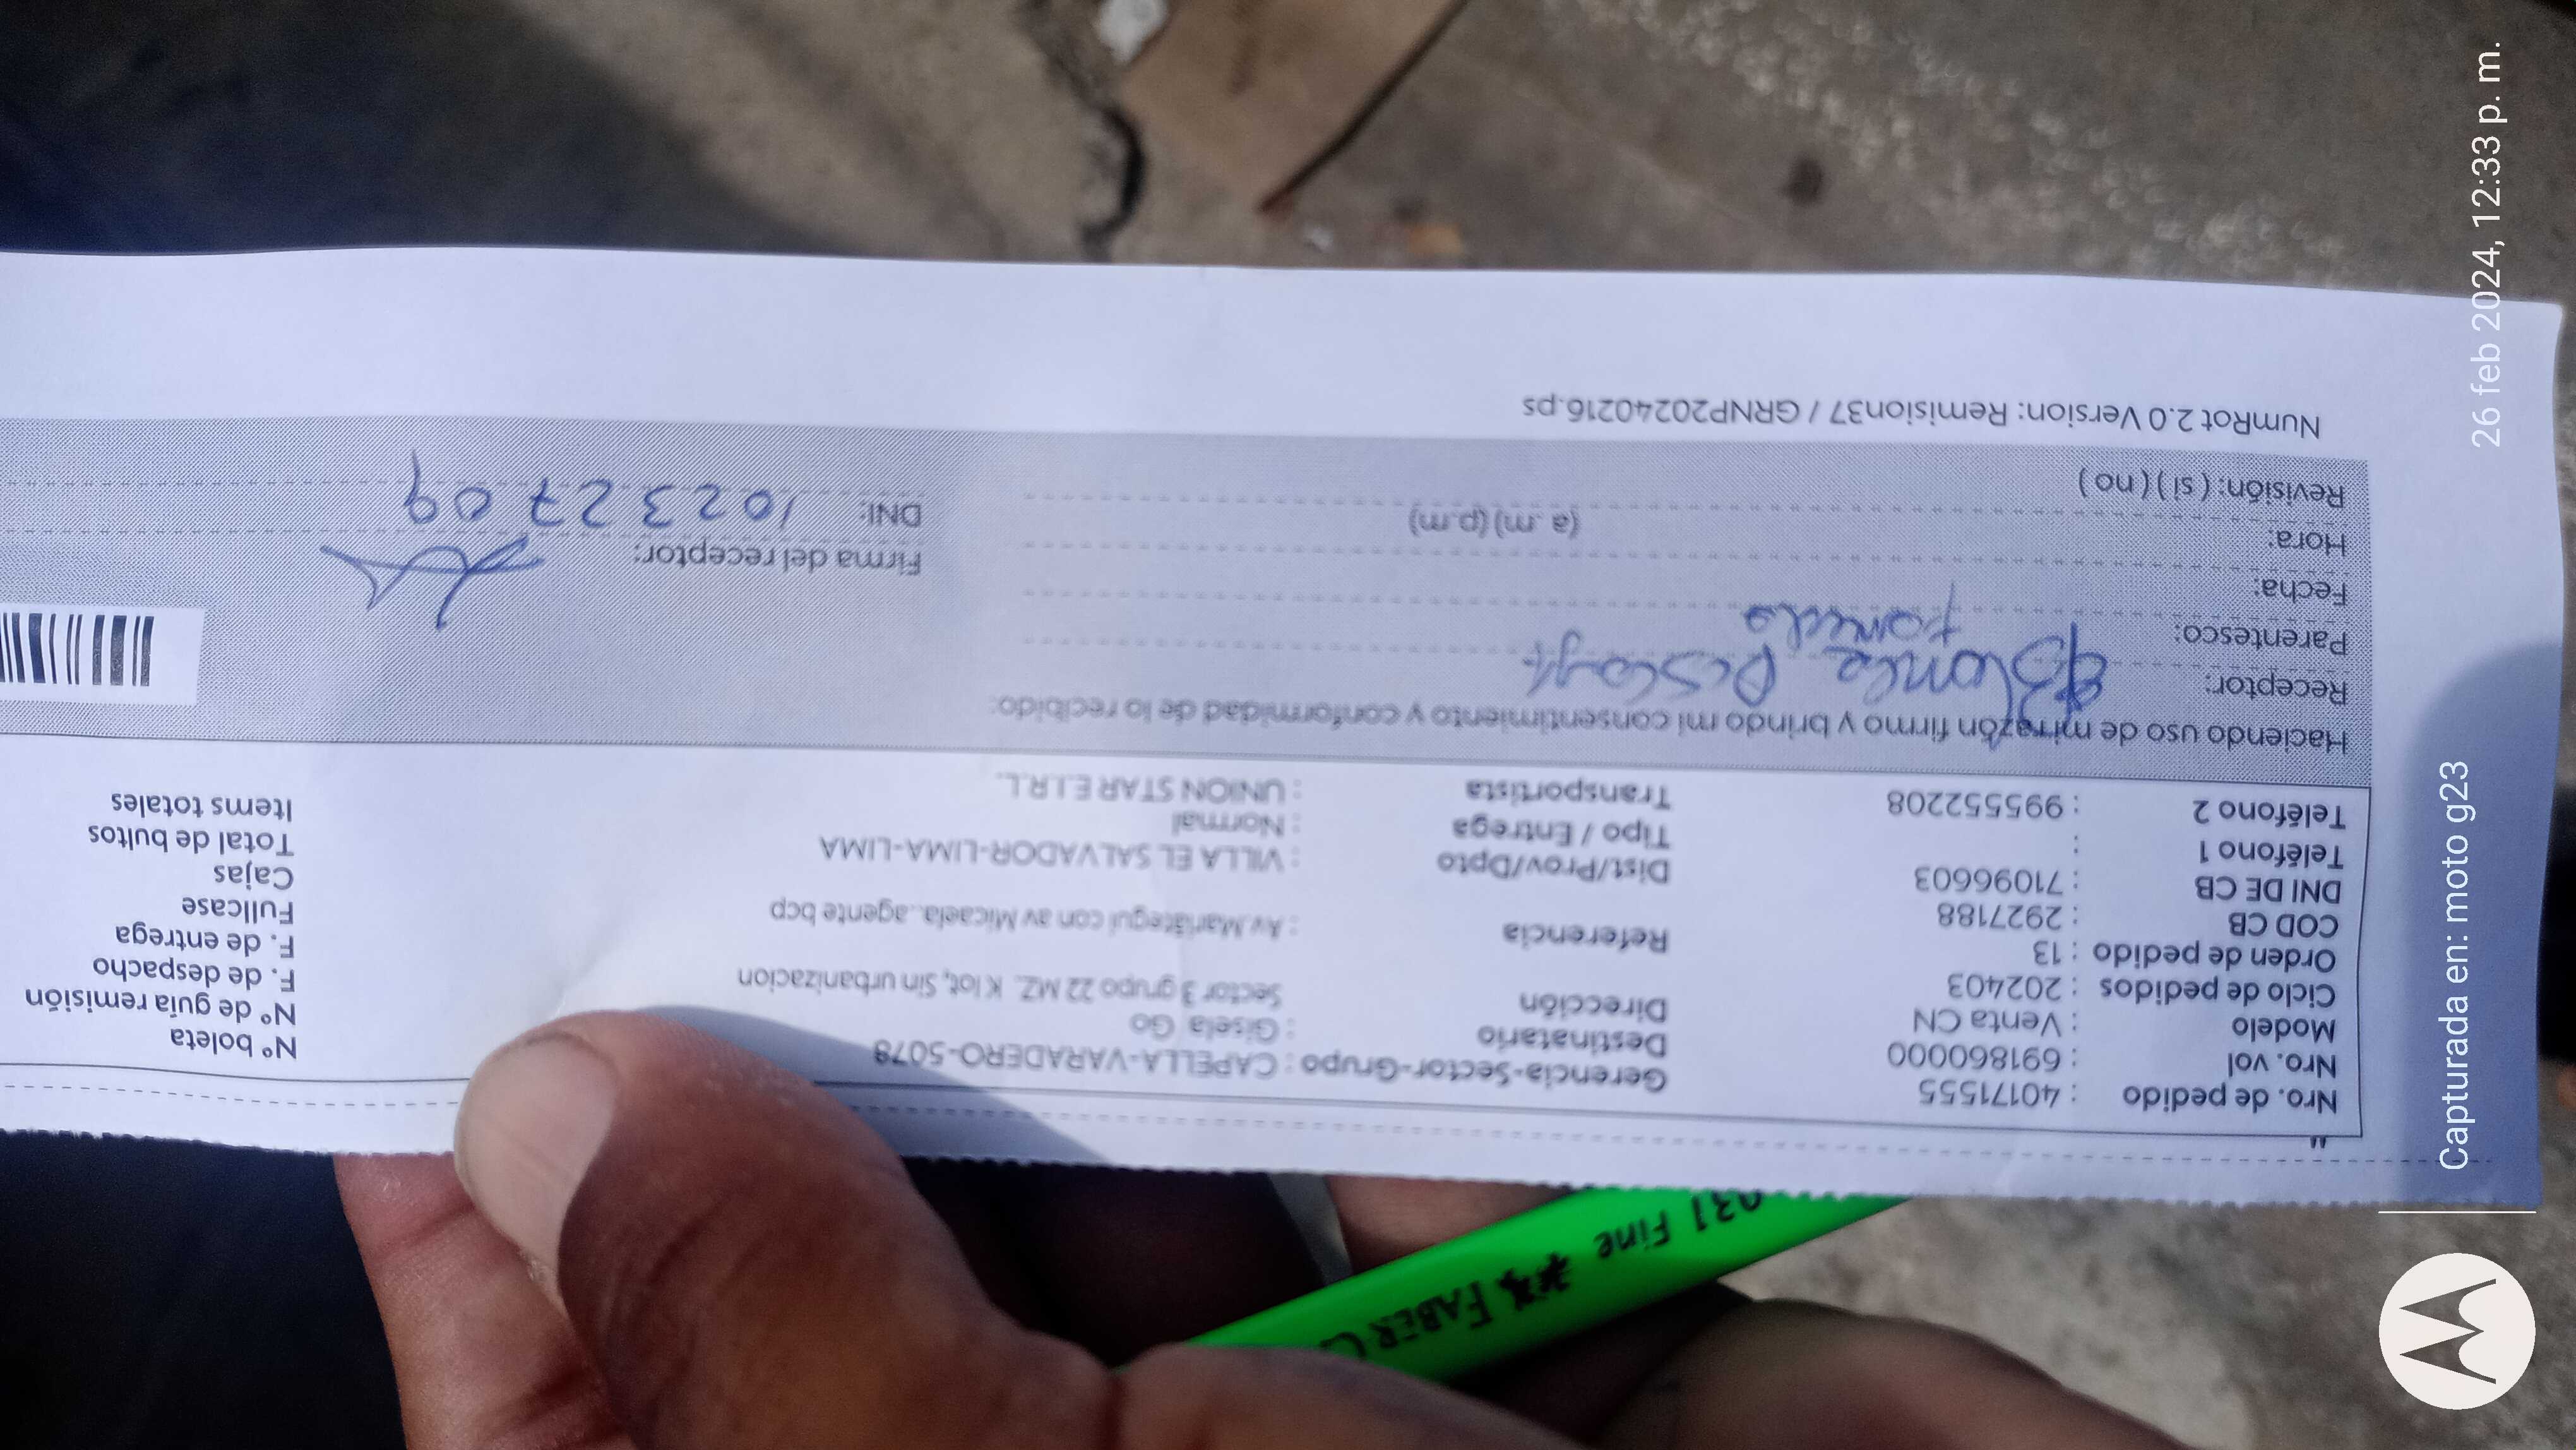 Nro. de pedido : 40171555
Nro. vol : 691860000
Modelo : Venta CN
Ciclo de pedidos : 202403
Orden de pedido : 13
COD CB : 2927188
DNI DE CB : 71096603
Teléfono 1 :
Teléfono 2 : 995552208
Gerencia-Sector-Grupo : CAPELLA-VARADERO-5078
Destinatario : Gisela Go
Dirección Sector 3 grupo 22 MZ. K lot, Sin urbanizacion
Referencia : Av. Mariátegui con av Micaela..agente bcp
Dist/Prov/Dpto : VILLA EL SALVADOR-LIMA-LIMA
Tipo / Entrega : Normal
Transportista : UNION STAR E.I.R.L.
Nº boleta
Nº de guía remisión
F. de despacho
F. de entrega
Fullcase
Cajas
Total de bultos
Items totales
Haciendo uso de mi razón firmo y brindo mi consentimiento y conformidad de lo recibido:
Receptor:
Parentesco:
Fecha:
Hora: (a .m) (p.m)
Revisión: ( si ) ( no )
Firma del receptor:
DNI: 10232709
NumRot 2.0 Version: Remision37 / GRNP20240216.ps
031 Fine FABER-C
Capturada en: moto g23
26 feb 2024, 12:33 p. m.